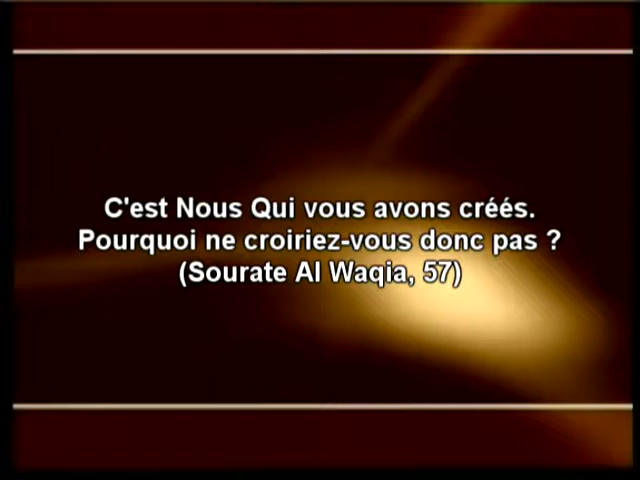 C'est Nous Qui vous avons créés.
Pourquoi ne croiriez-vous donc pas ?
(Sourate Al Waqia, 57)